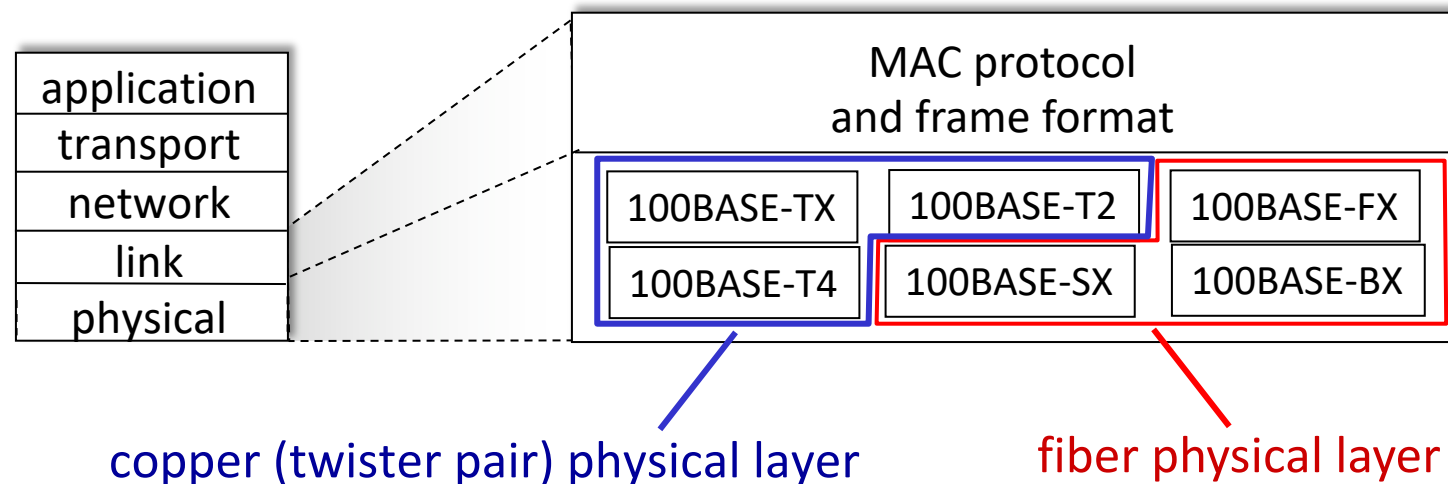 application
transport
network
link
physical
MAC protocol
and frame format
100BASE-TX
100BASE-T2
100BASE-FX
100BASE-T4
100BASE-SX
100BASE-BX
copper (twister pair) physical layer
fiber physical layer